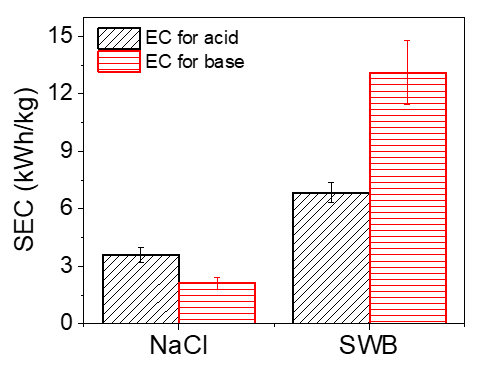 15
12
9
6
3
0
SEC (kWh/kg)
EC for acid
EC for base
NaCl
SWB